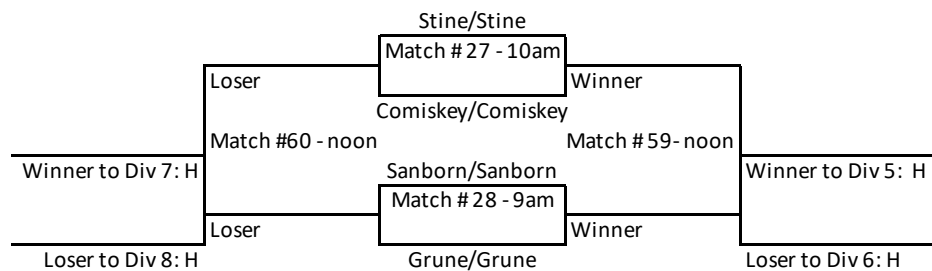 Stine/Stine
Match # 27 - 10am
Loser
Winner
Comiskey/Comiskey
Match #60 - noon
Match # 59- noon
Winner to Div 7: H
Sanborn/Sanborn
Winner to Div 5:  H
Match # 28 - 9am
Loser
Winner
Loser to Div 8: H
Grune/Grune
Loser to Div 6: H